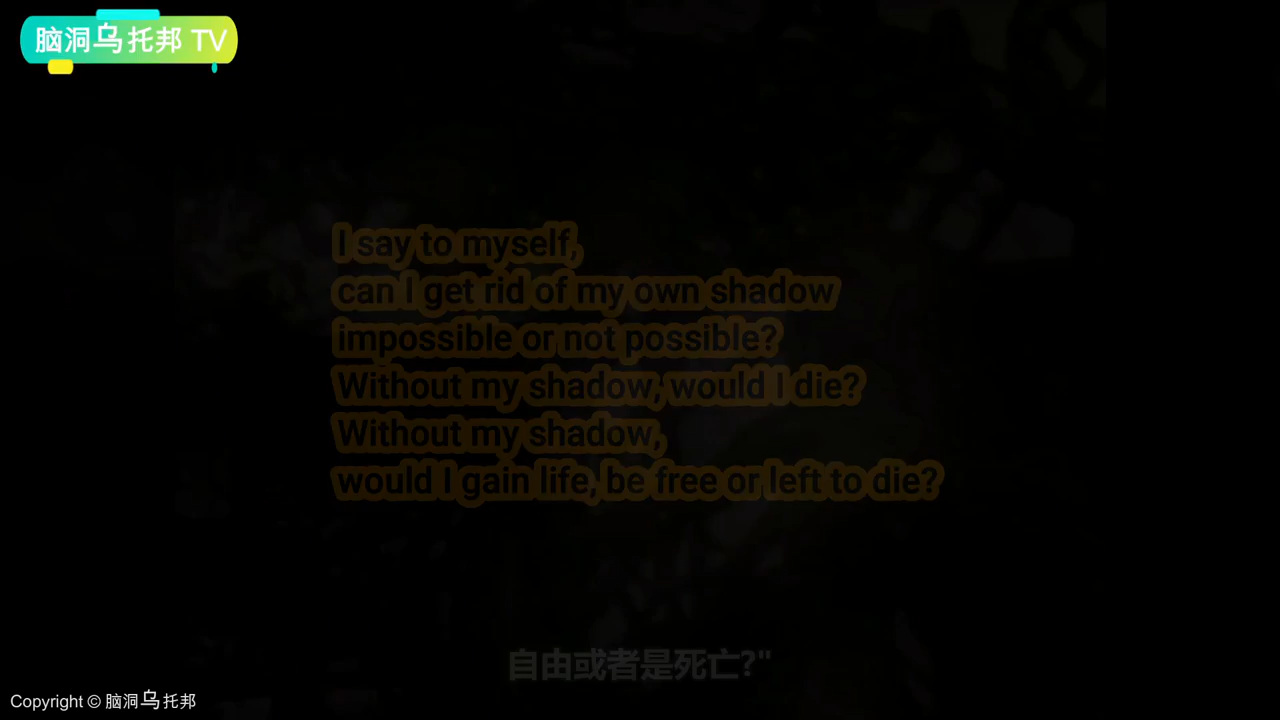 脑洞乌托邦 TV
I say to myself,
can I get rid of my own shadow
impossible or not possible?
Without my shadow, would I die?
Without my shadow,
would I gain life, be free or left to die?
自由或者是死亡?"
Copyright © 脑洞乌托邦